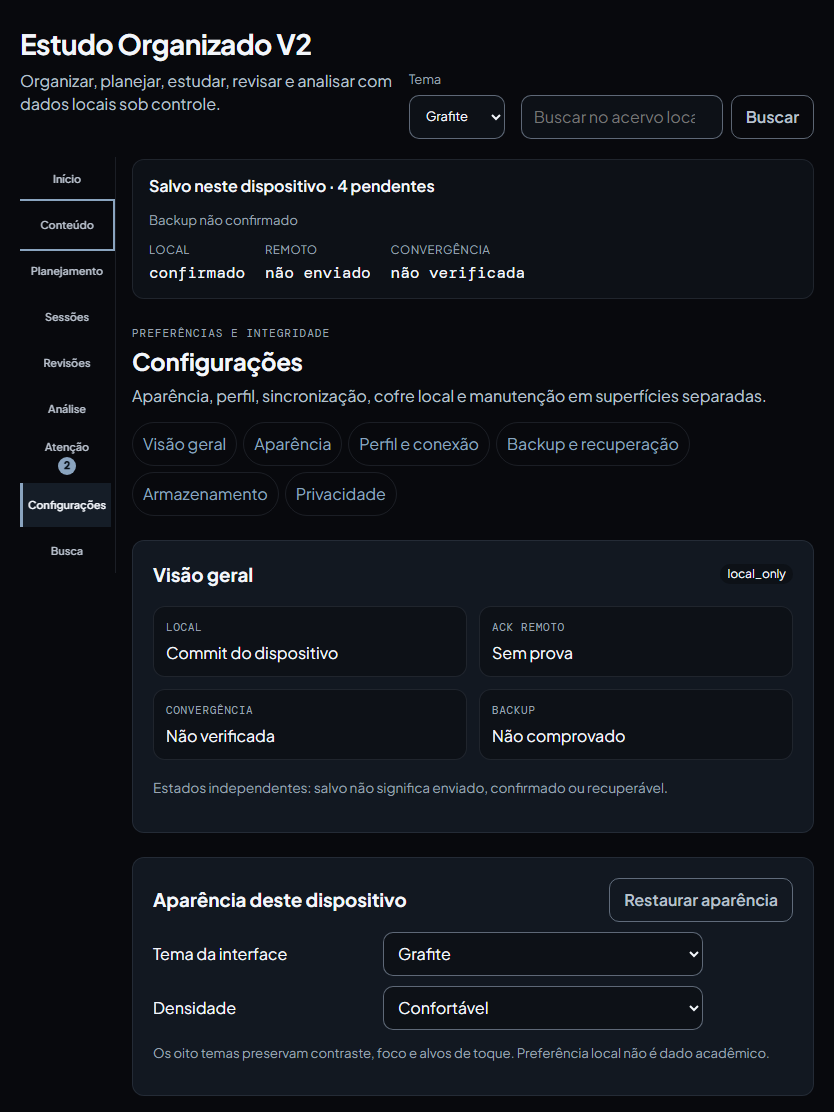 Estudo Organizado V2
Organizar, planejar, estudar, revisar e analisar com
dados locais sob controle.
Tema
Grafite
Buscar no acervo loca
Buscar
Início
Conteúdo
Planejamento
Sessões
Revisões
Análise
Atenção
2
Configurações
Busca
Salvo neste dispositivo · 4 pendentes
Backup não confirmado
LOCAL
confirmado
REMOTO
não enviado
CONVERGÊNCIA
não verificada
PREFERÊNCIAS E INTEGRIDADE
Configurações
Aparência, perfil, sincronização, cofre local e manutenção em superfícies separadas.
Visão geral
Aparência
Perfil e conexão
Backup e recuperação
Armazenamento
Privacidade
Visão geral
local_only
LOCAL
Commit do dispositivo
ACK REMOTO
Sem prova
CONVERGÊNCIA
Não verificada
BACKUP
Não comprovado
Estados independentes: salvo não significa enviado, confirmado ou recuperável.
Aparência deste dispositivo
Restaurar aparência
Tema da interface
Grafite
Densidade
Confortável
Os oito temas preservam contraste, foco e alvos de toque. Preferência local não é dado acadêmico.